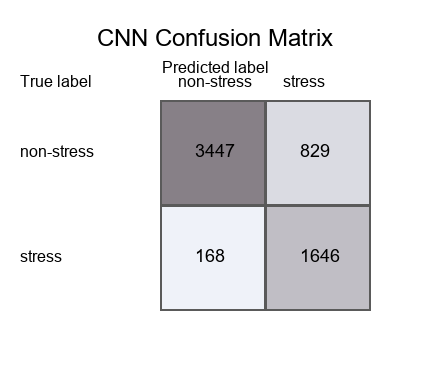 CNN Confusion Matrix
Predicted label
True label non-stress stress
non-stress 3447 829
stress 168 1646